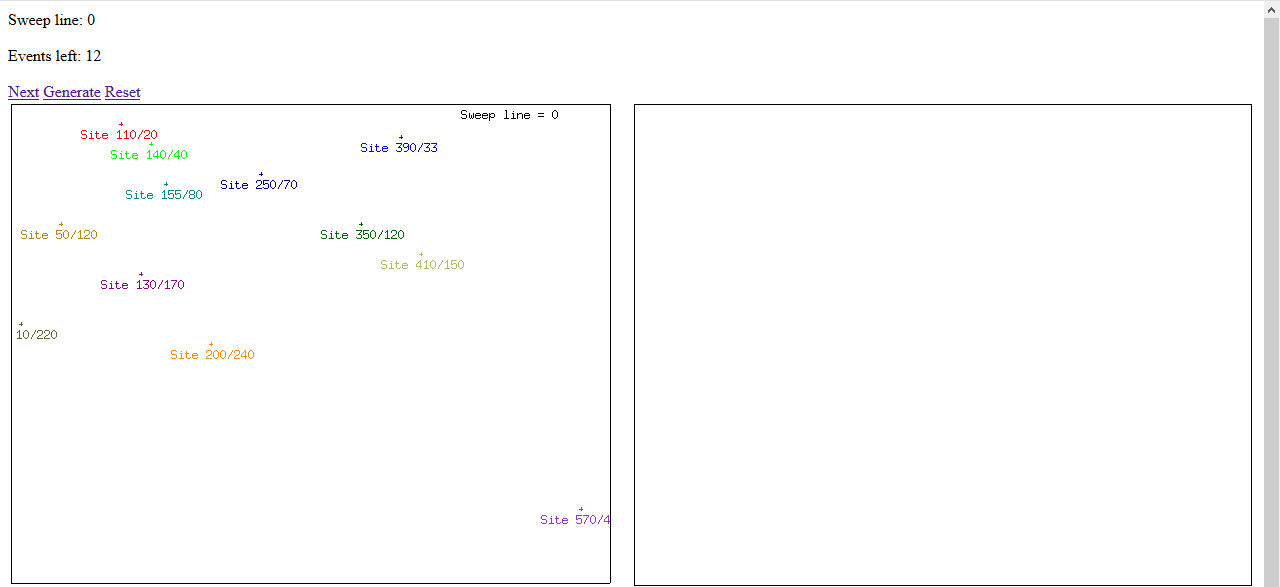 Sweep line: 0
Events left: 12
Next Generate Reset
Sweep line = 0
Site 110/20
Site 390/33
Site 140/40
Site 250/70
Site 155/80
Site 50/120
Site 350/120
Site 410/150
Site 130/170
10/220
Site 200/240
Site 570/4